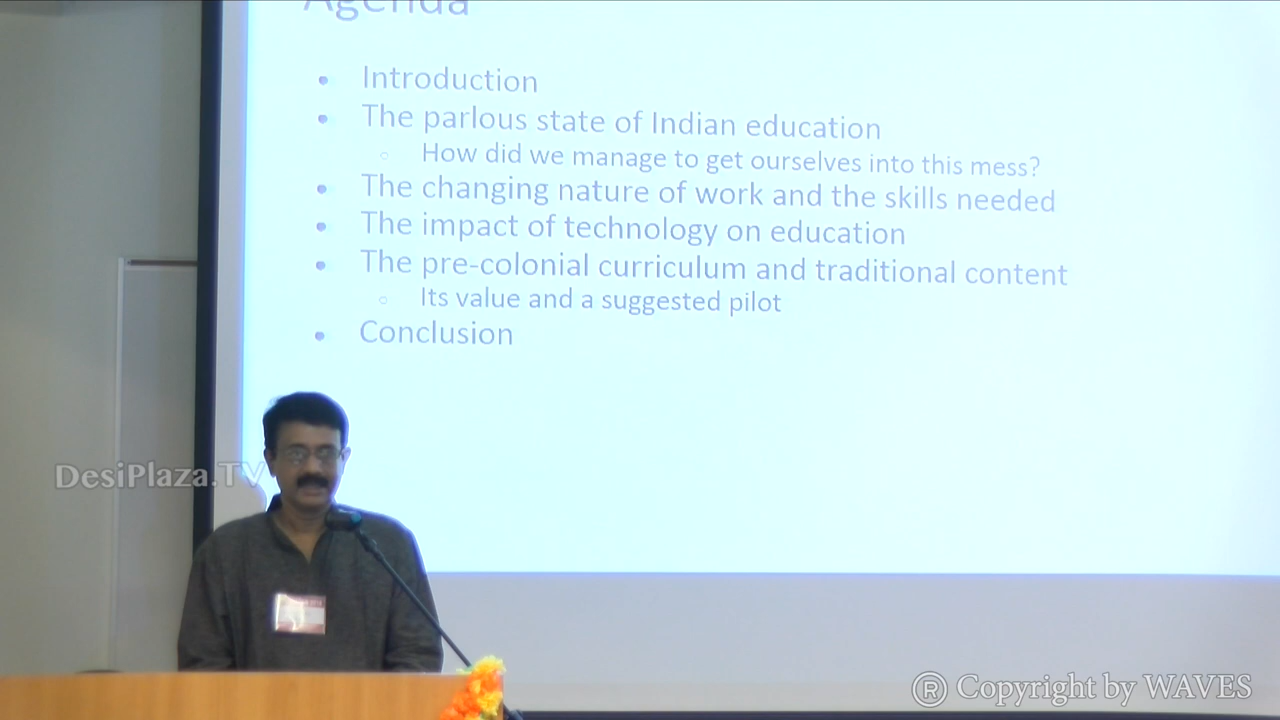 Agenda
• Introduction
• The parlous state of Indian education
○ How did we manage to get ourselves into this mess?
• The changing nature of work and the skills needed
• The impact of technology on education
• The pre-colonial curriculum and traditional content
○ Its value and a suggested pilot
• Conclusion
DesiPlaza.TV
® Copyright by WAVES